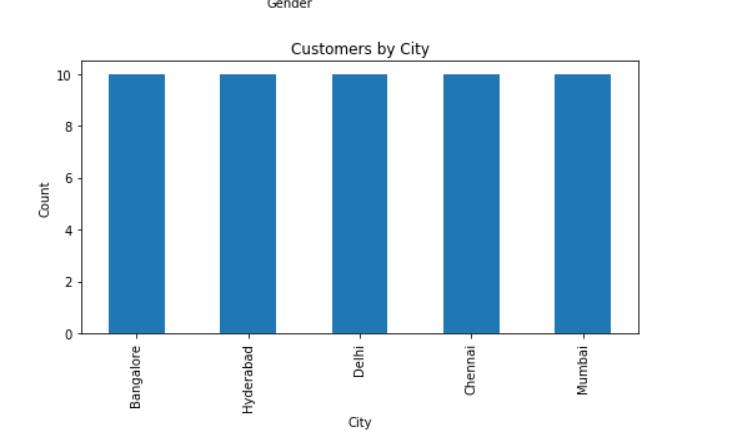 Gender
Customers by City
10
8
6
4
2
0
Count
Bangalore
Hyderabad
Delhi
Chennai
Mumbai
City